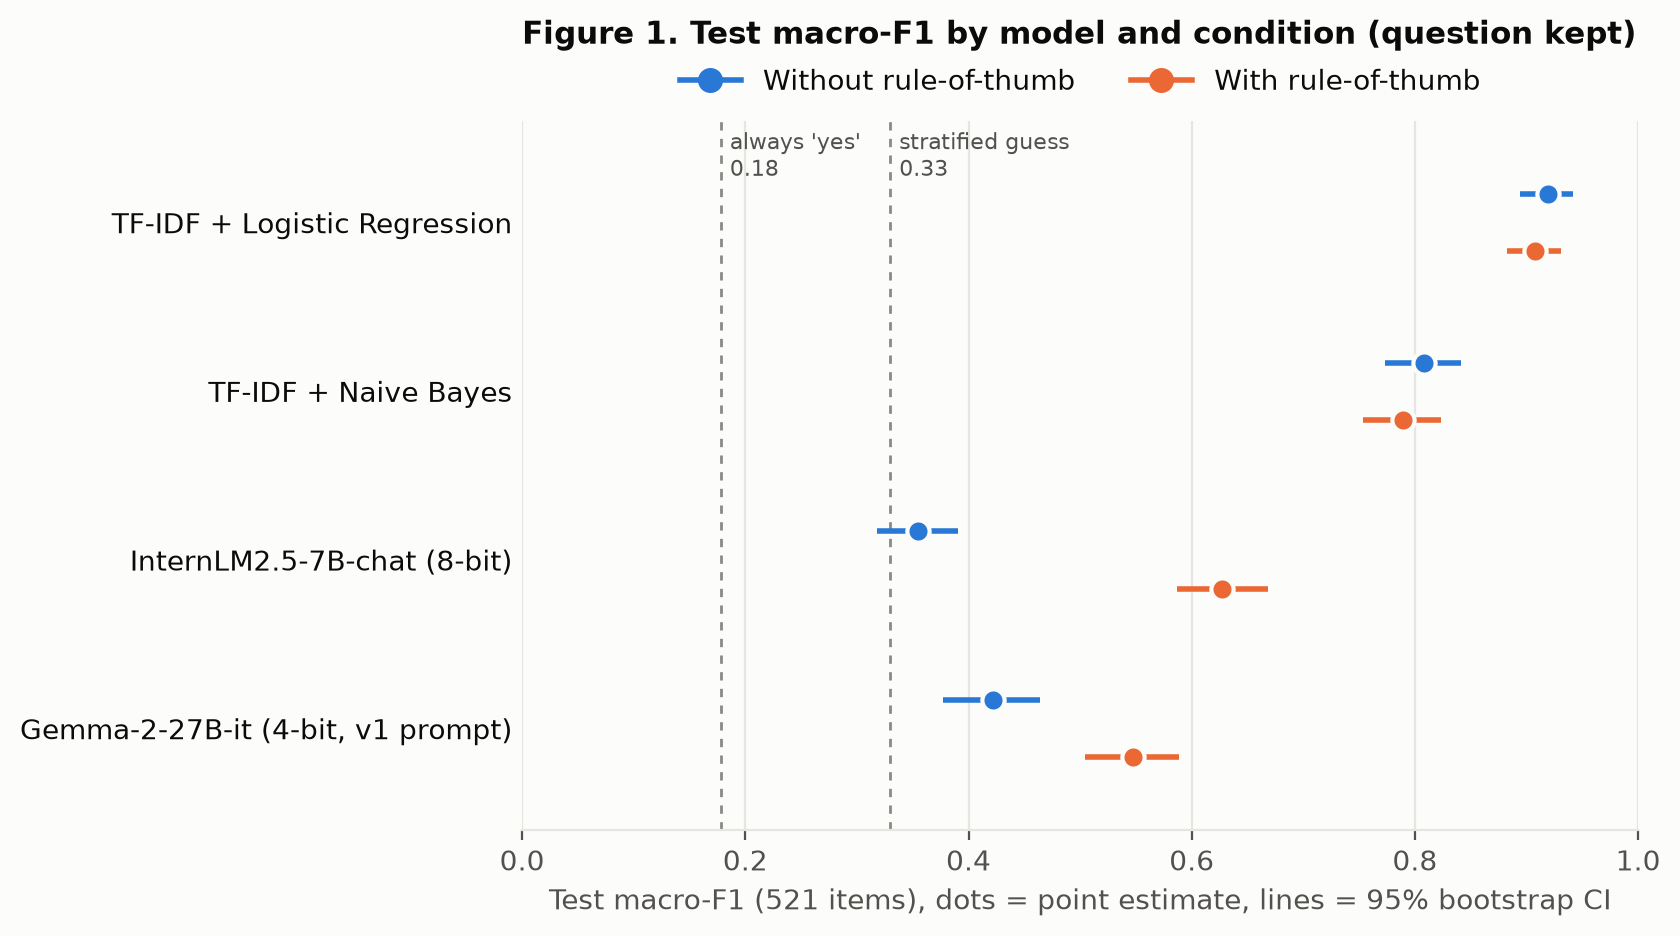 Figure 1. Test macro-F1 by model and condition (question kept)
Without rule-of-thumb
With rule-of-thumb
always 'yes'
0.18
stratified guess
0.33
TF-IDF + Logistic Regression
TF-IDF + Naive Bayes
InternLM2.5-7B-chat (8-bit)
Gemma-2-27B-it (4-bit, v1 prompt)
0.0 0.2 0.4 0.6 0.8 1.0
Test macro-F1 (521 items), dots = point estimate, lines = 95% bootstrap CI